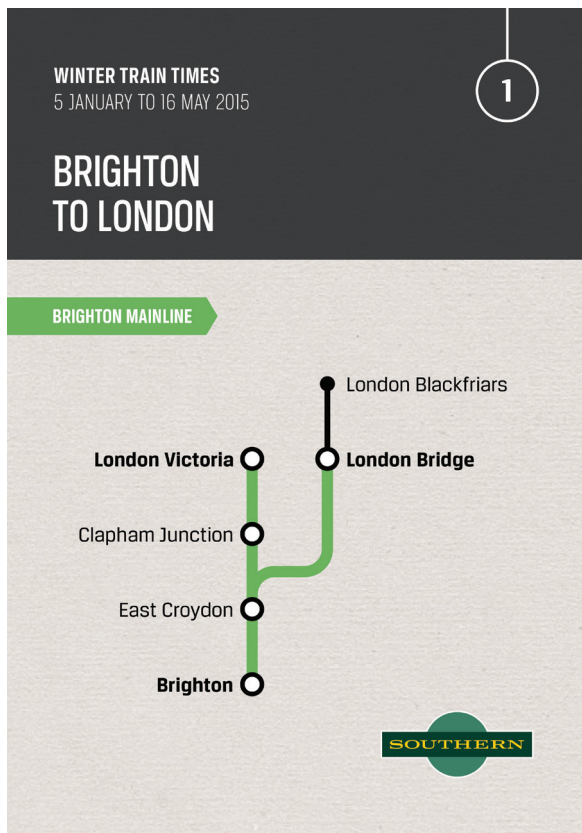 WINTER TRAIN TIMES
5 JANUARY TO 16 MAY 2015
1
BRIGHTON
TO LONDON
BRIGHTON MAINLINE
London Blackfriars
London Victoria
London Bridge
Clapham Junction
East Croydon
Brighton
SOUTHERN